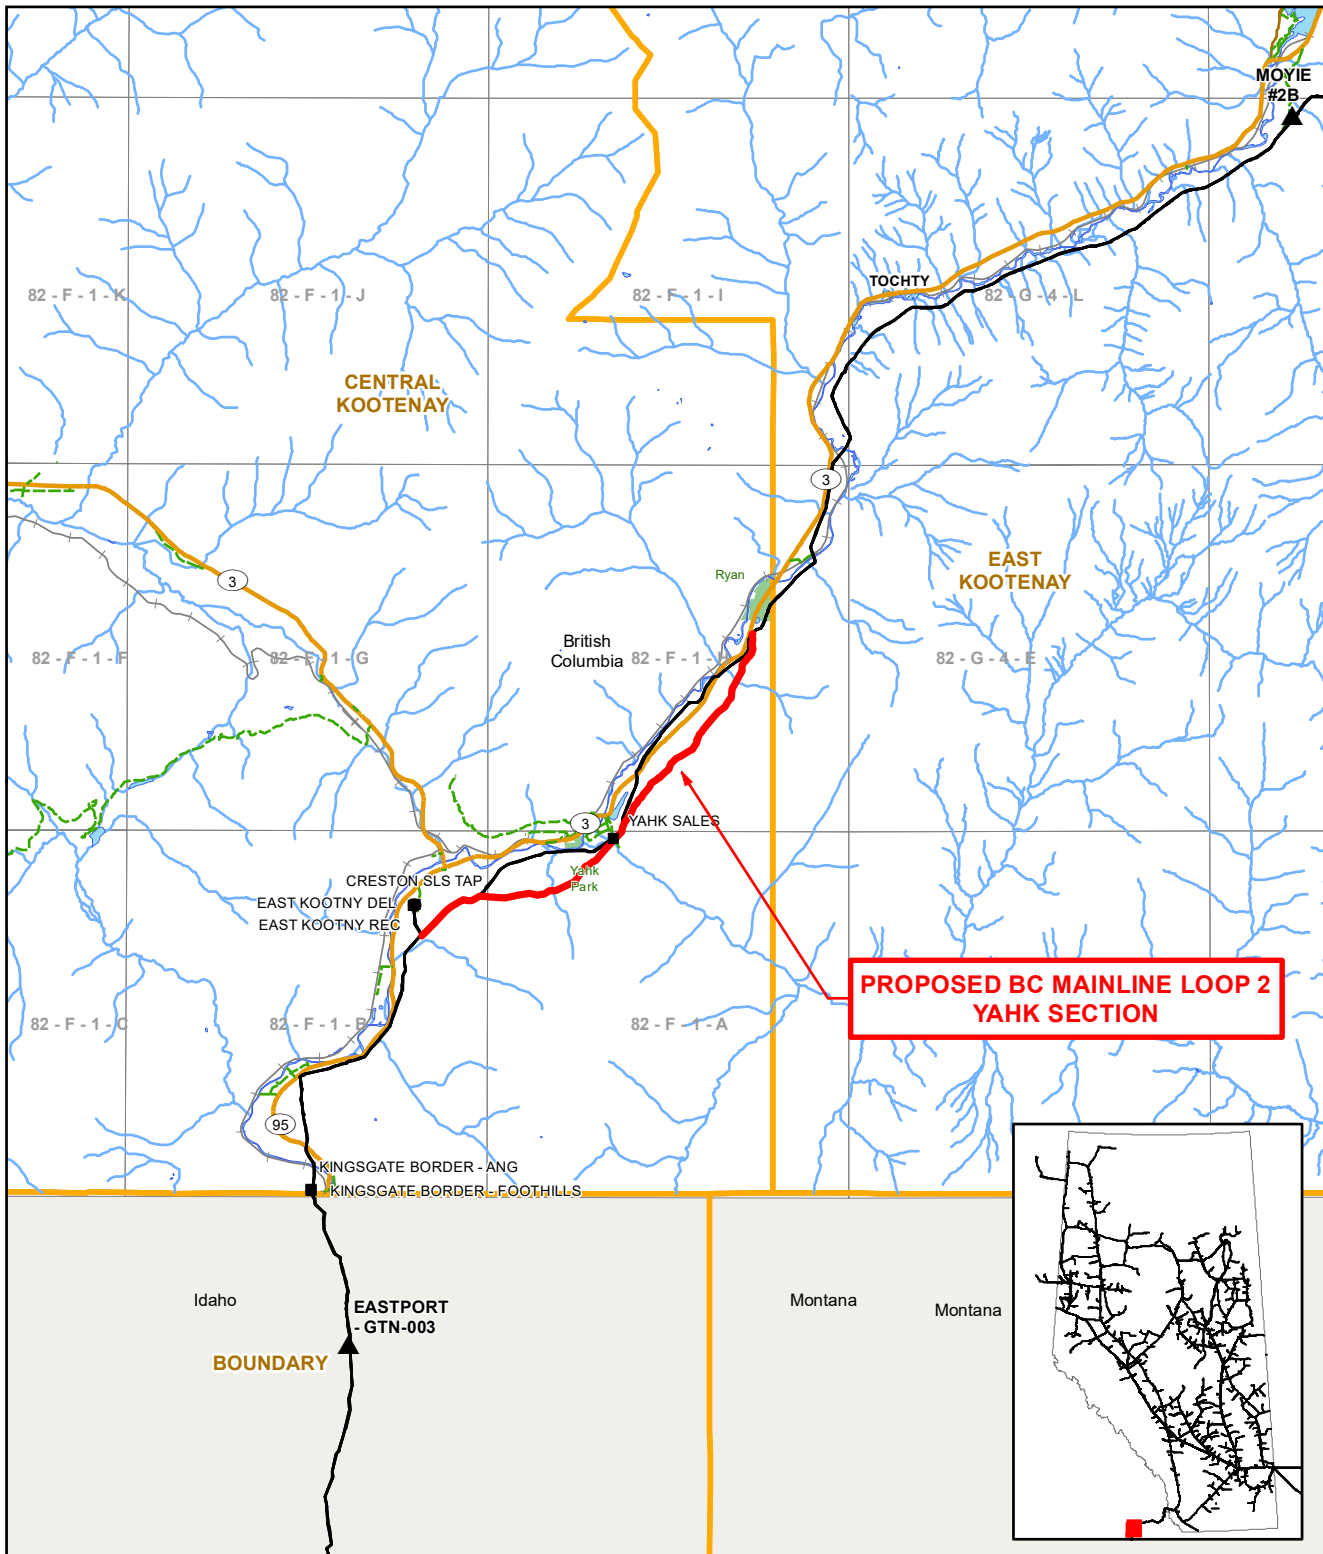 MOYIE
#2B
TOCHTY
82 - F - 1 - K
82 - F - 1 - J
82 - F - 1 - I
82 - G - 4 - L
CENTRAL
KOOTENAY
3
3
EAST
KOOTENAY
Ryan
British
Columbia
82 - F - 1 - F
82 - F - 1 - G
82 - F - 1 - H
82 - G - 4 - E
3
YAHK SALES
Yahk
Park
CRESTON SLS TAP
EAST KOOTNY DEL
EAST KOOTNY REC
PROPOSED BC MAINLINE LOOP 2
YAHK SECTION
82 - F - 1 - C
82 - F - 1 - B
82 - F - 1 - A
95
KINGSGATE BORDER - ANG
KINGSGATE BORDER - FOOTHILLS
Idaho
EASTPORT
- GTN-003
BOUNDARY
Montana
Montana